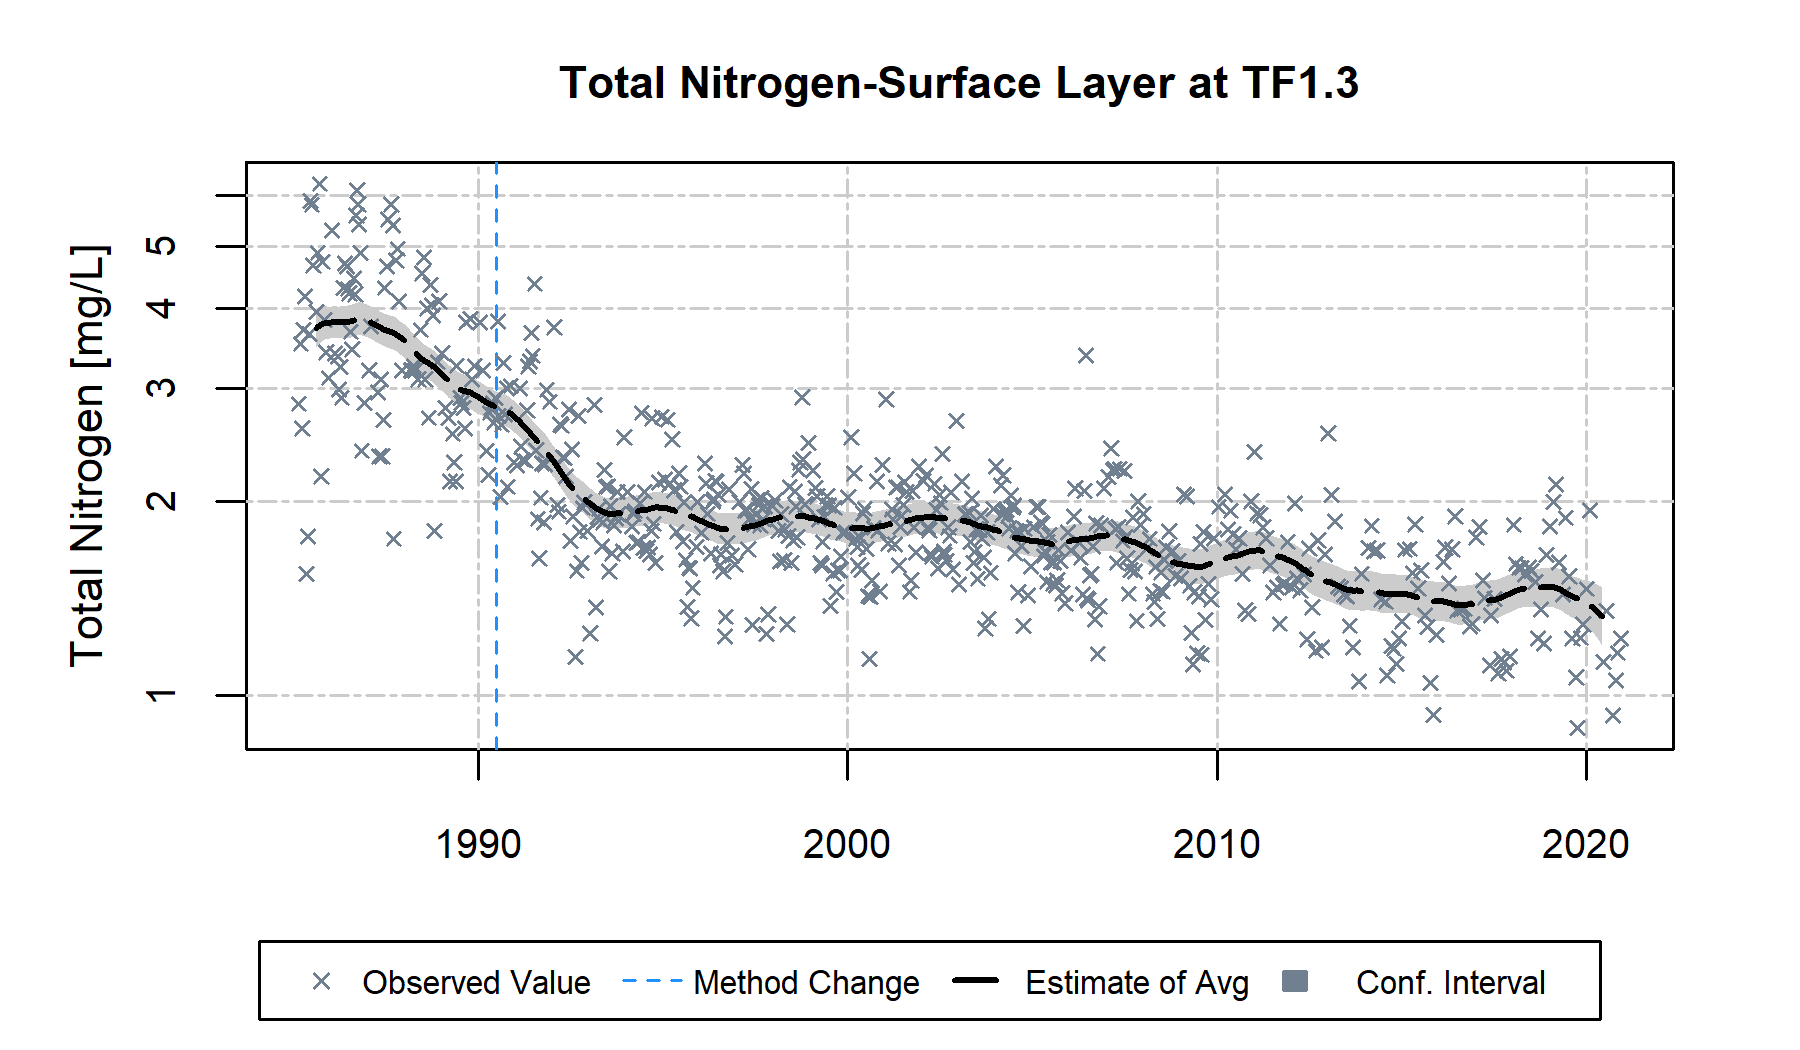 Total Nitrogen-Surface Layer at TF1.3
Total Nitrogen [mg/L]
5
4
3
2
1
1990 2000 2010 2020
Observed Value Method Change Estimate of Avg Conf. Interval